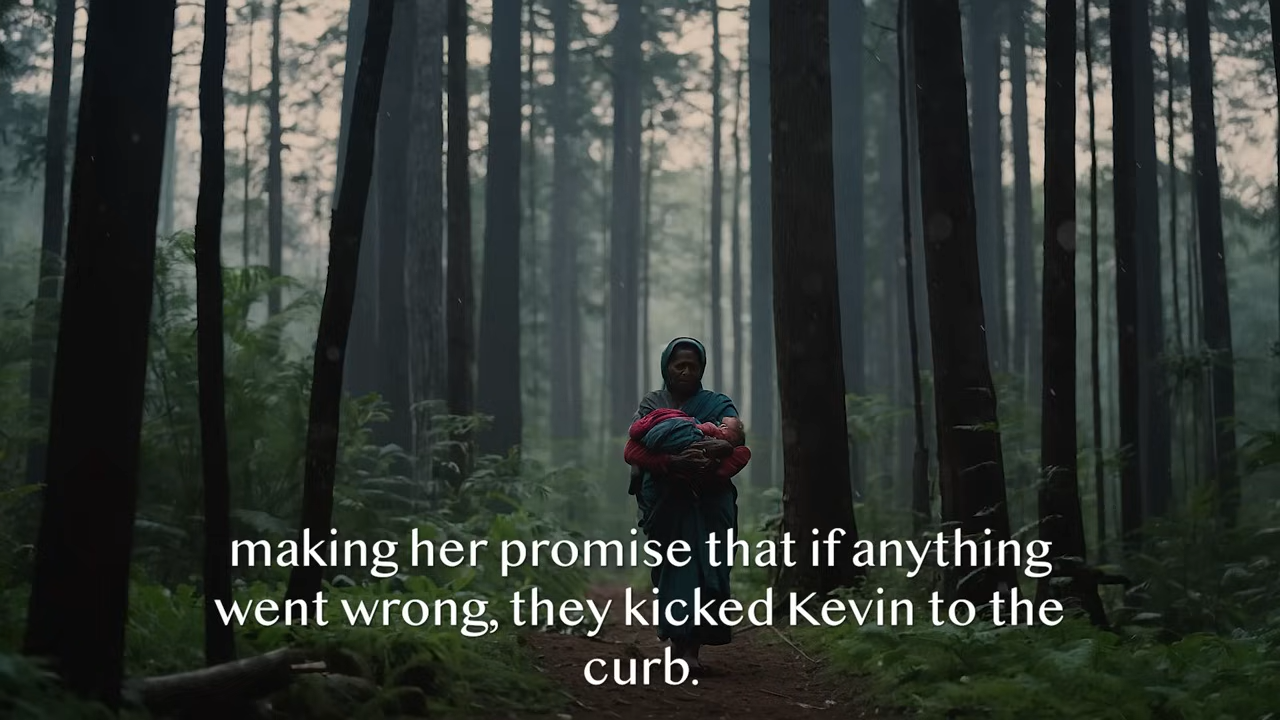 making her promise that if anything
went wrong, they kicked Kevin to the
curb.